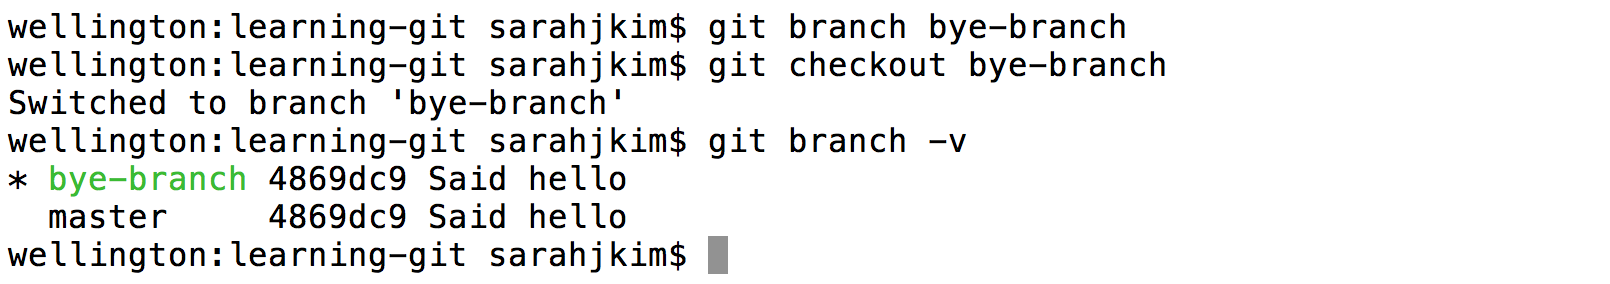 wellington:learning-git sarahjkim$ git branch bye-branch
wellington:learning-git sarahjkim$ git checkout bye-branch
Switched to branch 'bye-branch'
wellington:learning-git sarahjkim$ git branch -v
* bye-branch 4869dc9 Said hello
  master     4869dc9 Said hello
wellington:learning-git sarahjkim$